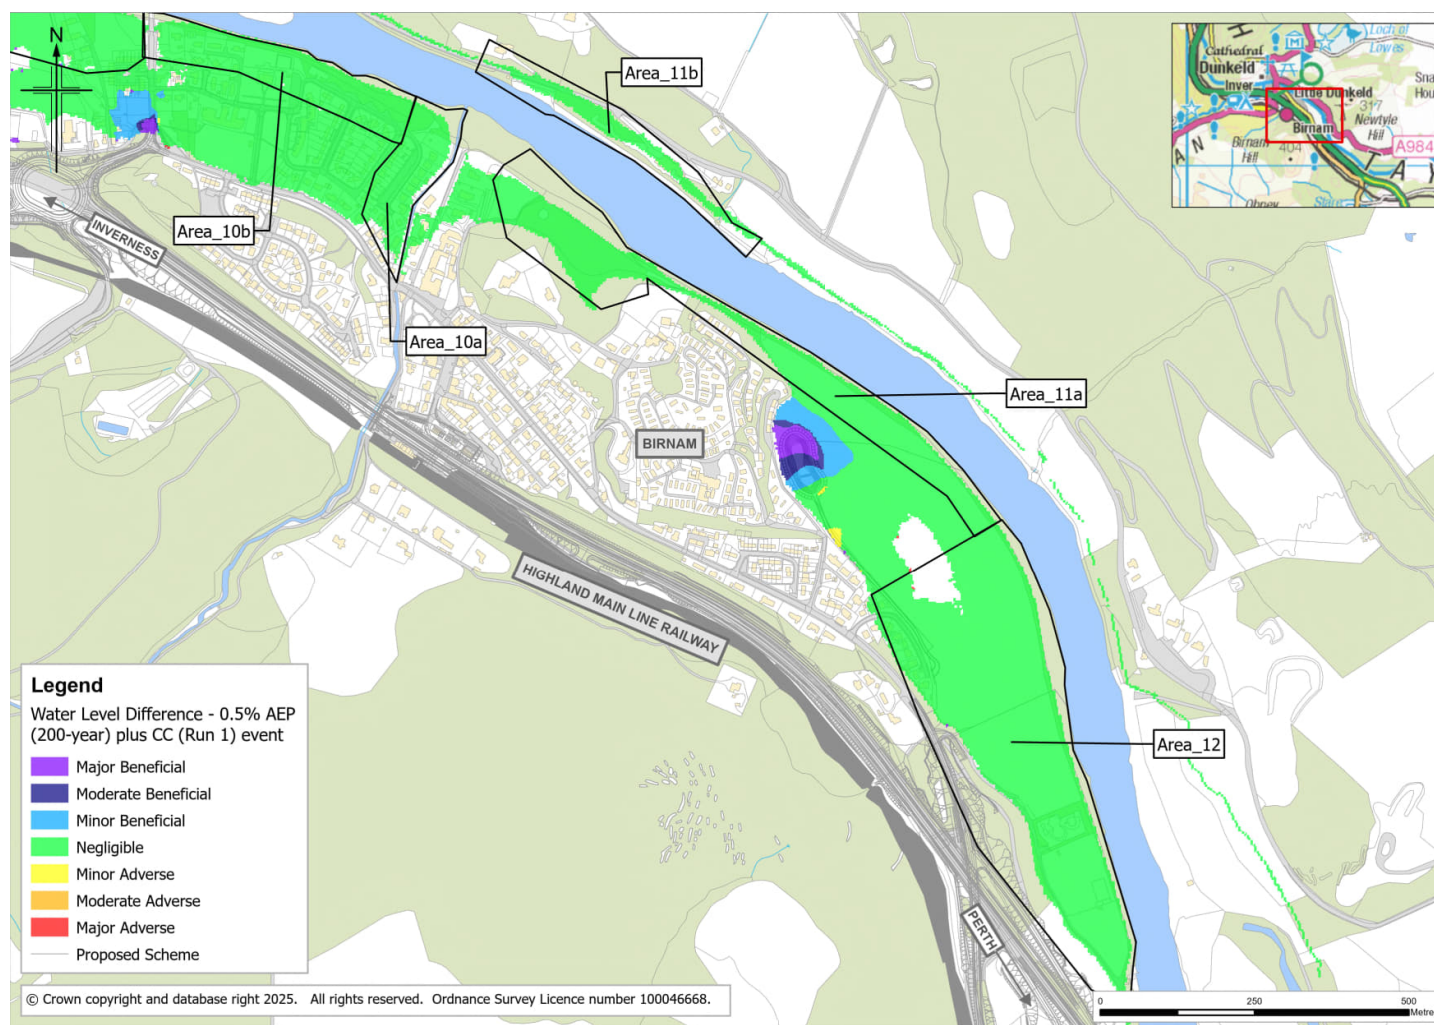 N
Area_11b
Area_10b
INVERNESS
Area_10a
Area_11a
BIRNAM
HIGHLAND MAIN LINE RAILWAY
Area_12
PERTH
Cathedral
Dunkeld
Inver
Loch of
Lowes
Little Dunkeld
317
Newtyle
Hill
Birnam
Birnam
Hill
404
A984
Legend
Water Level Difference - 0.5% AEP
(200-year) plus CC (Run 1) event
Major Beneficial
Moderate Beneficial
Minor Beneficial
Negligible
Minor Adverse
Moderate Adverse
Major Adverse
Proposed Scheme
© Crown copyright and database right 2025. All rights reserved. Ordnance Survey Licence number 100046668.
0 250 500
Metre